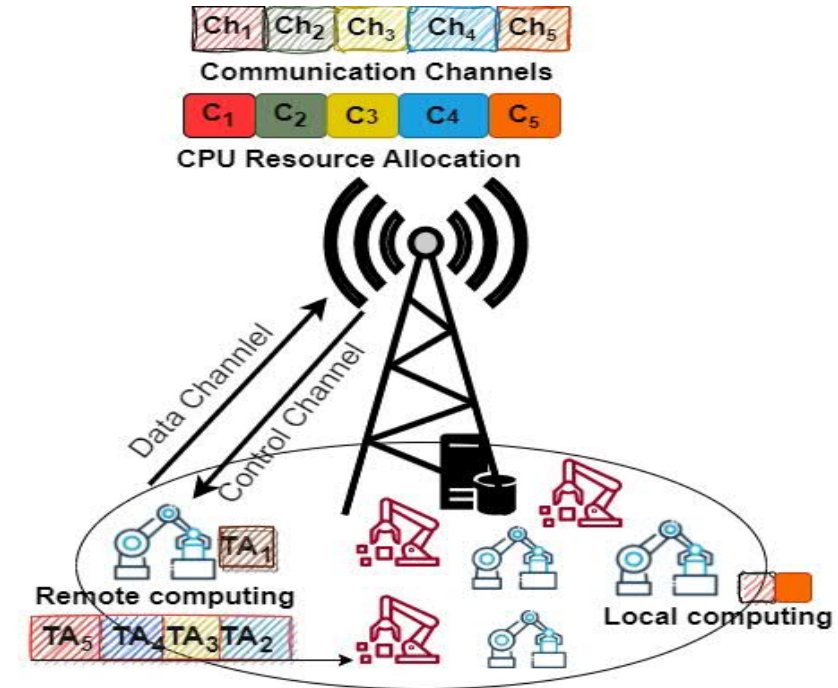 Ch₁ Ch₂ Ch₃ Ch₄ Ch₅
Communication Channels
C₁ C₂ C3 C4 C₅
CPU Resource Allocation
Data Channlel
Control Channel
TA₁
Remote computing
Local computing
TA₅ TA₄ TA₃ TA₂